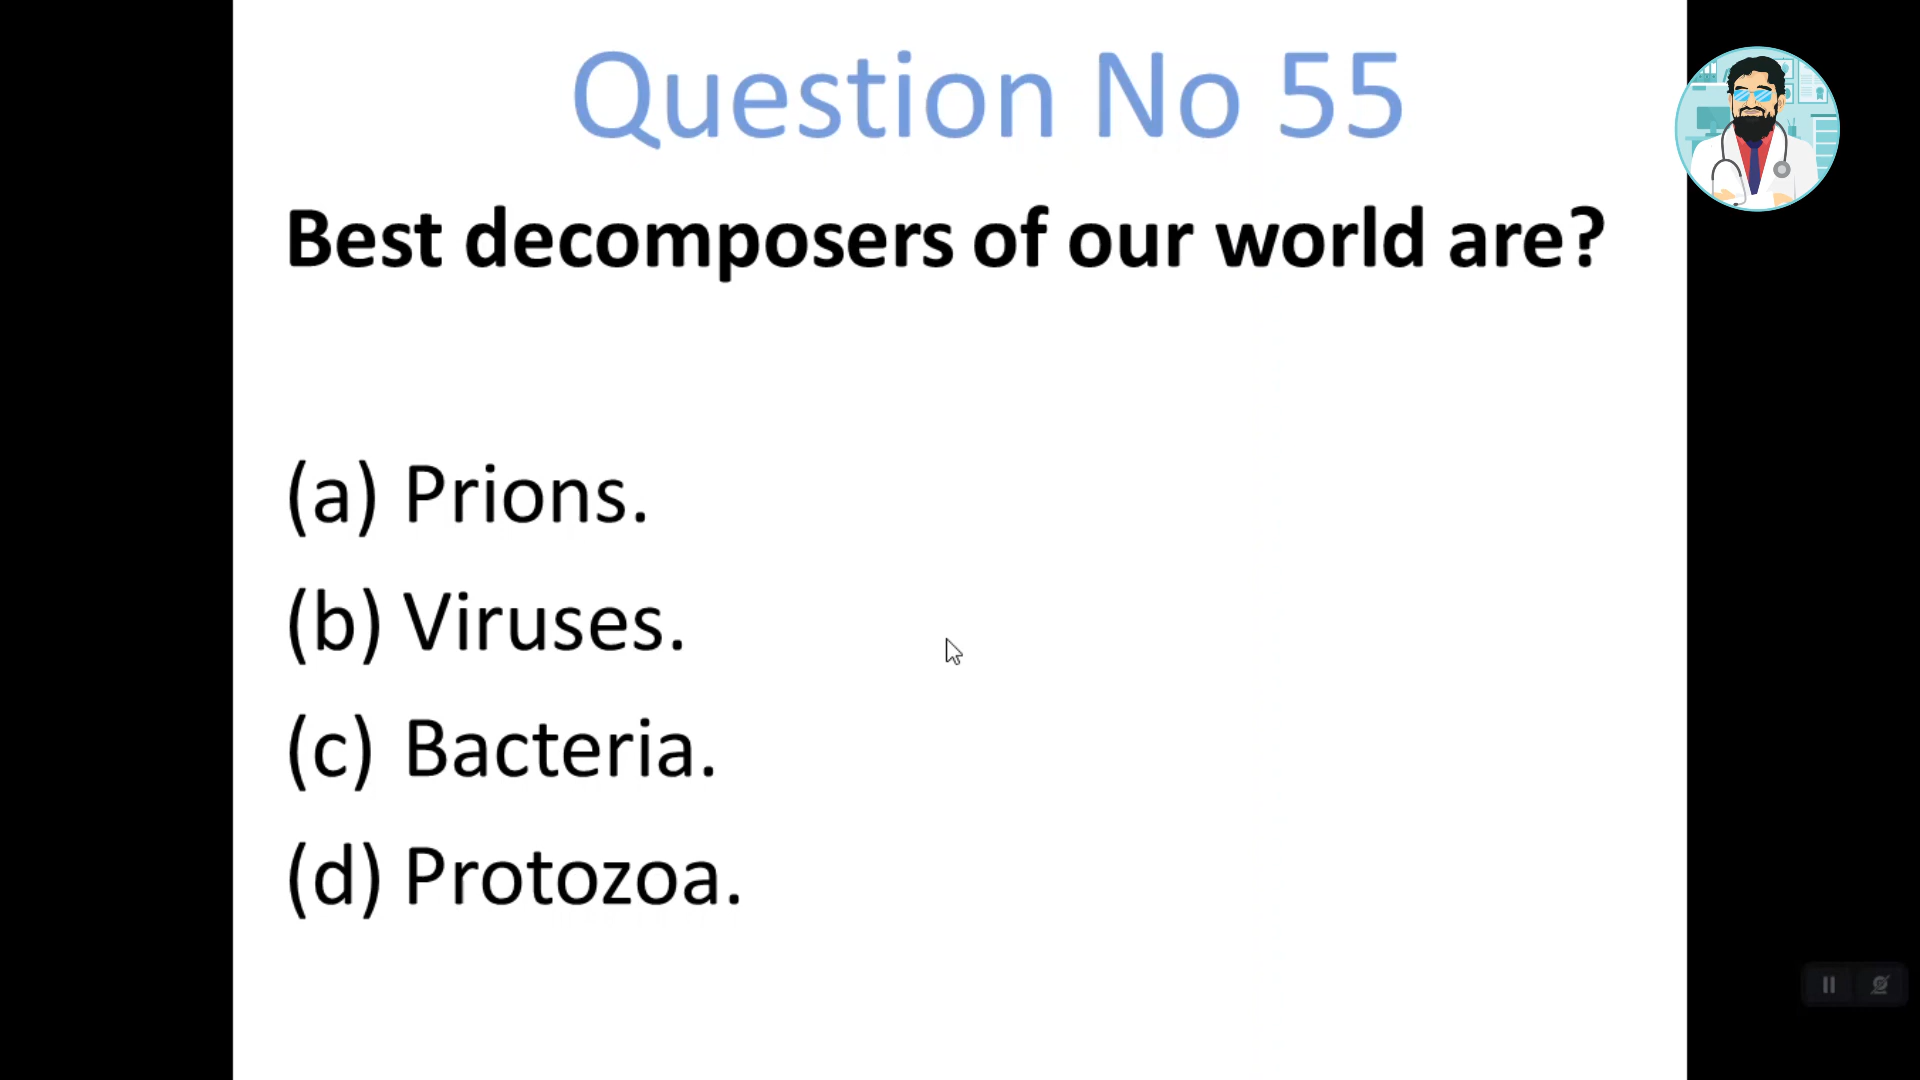 Question No 55
Best decomposers of our world are?
(a) Prions.
(b) Viruses.
(c) Bacteria.
(d) Protozoa.